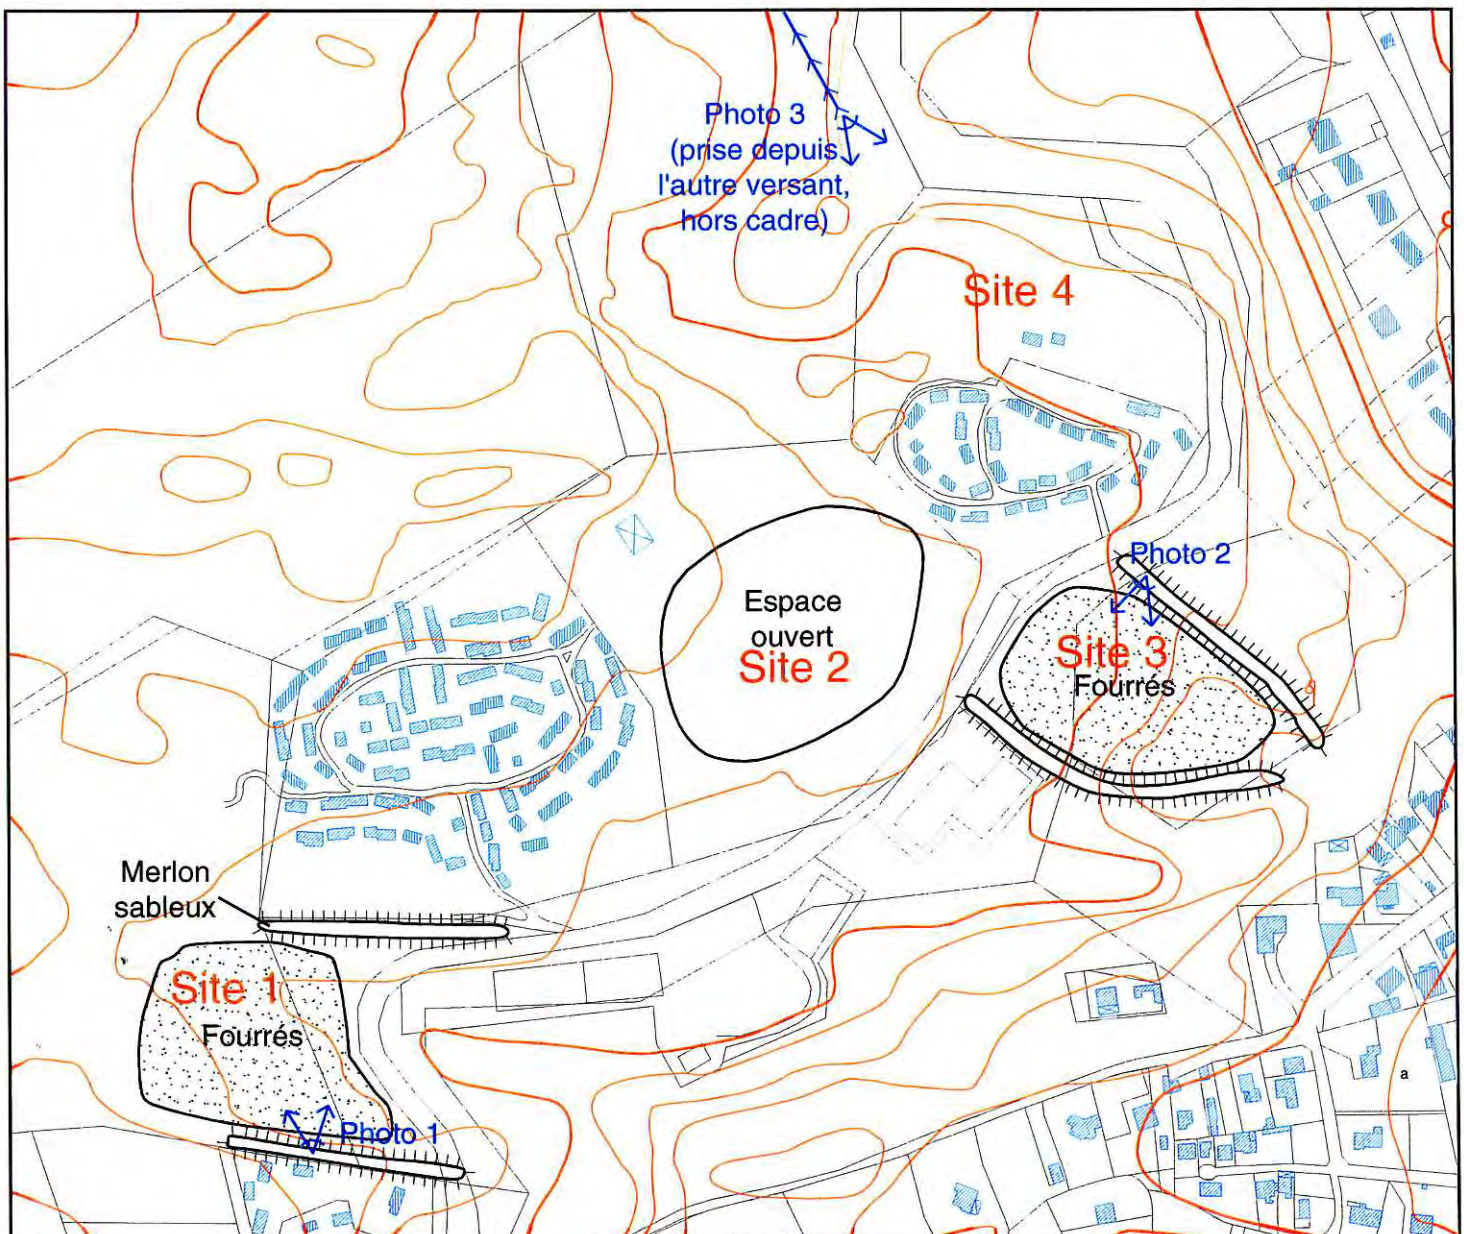 Photo 3
(prise depuis
l'autre versant,
hors cadre)
Site 4
Photo 2
Espace
ouvert
Site 2
Site 3
Fourrés
Merlon
sableux
Site 1
Fourrés
Photo 1
a